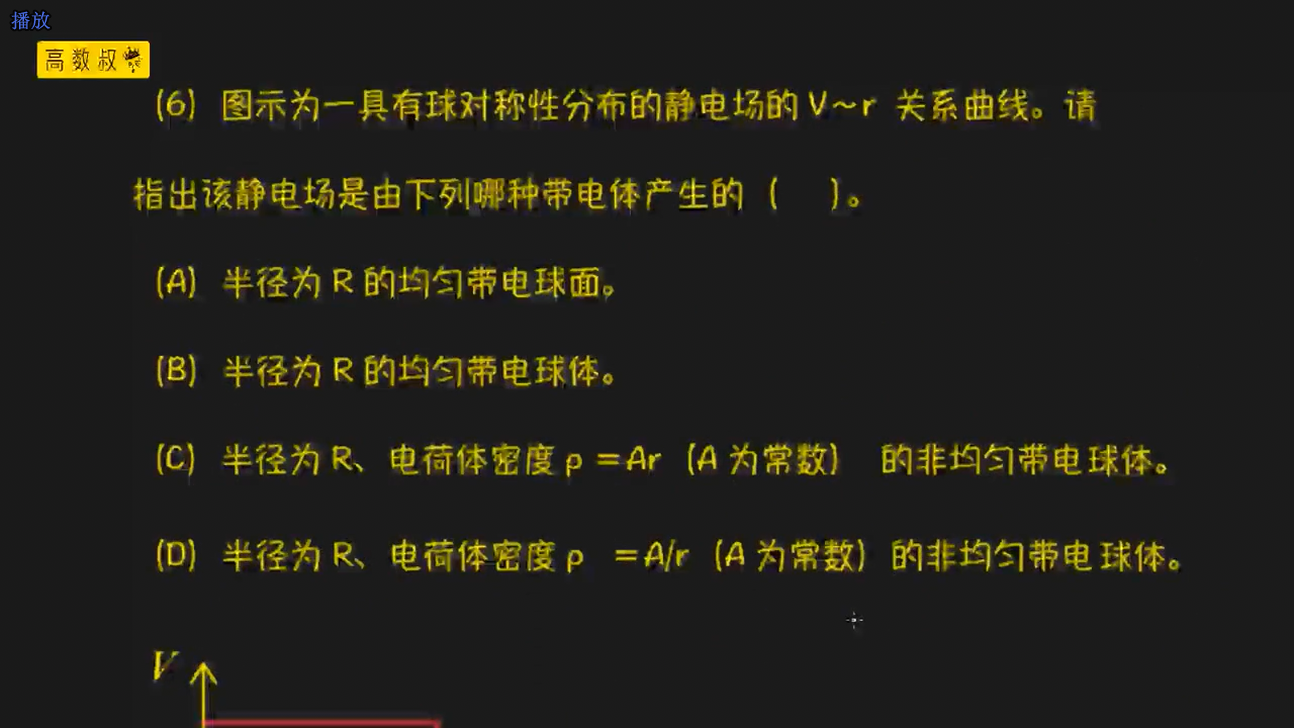 播放
高数叔
(6) 图示为一具有球对称性分布的静电场的 V~r 关系曲线。请
指出该静电场是由下列哪种带电体产生的 ( )。
(A) 半径为 R 的均匀带电球面。
(B) 半径为 R 的均匀带电球体。
(C) 半径为 R、电荷体密度 ρ =Ar (A 为常数) 的非均匀带电球体。
(D) 半径为 R、电荷体密度 ρ =A/r (A 为常数) 的非均匀带电球体。
V